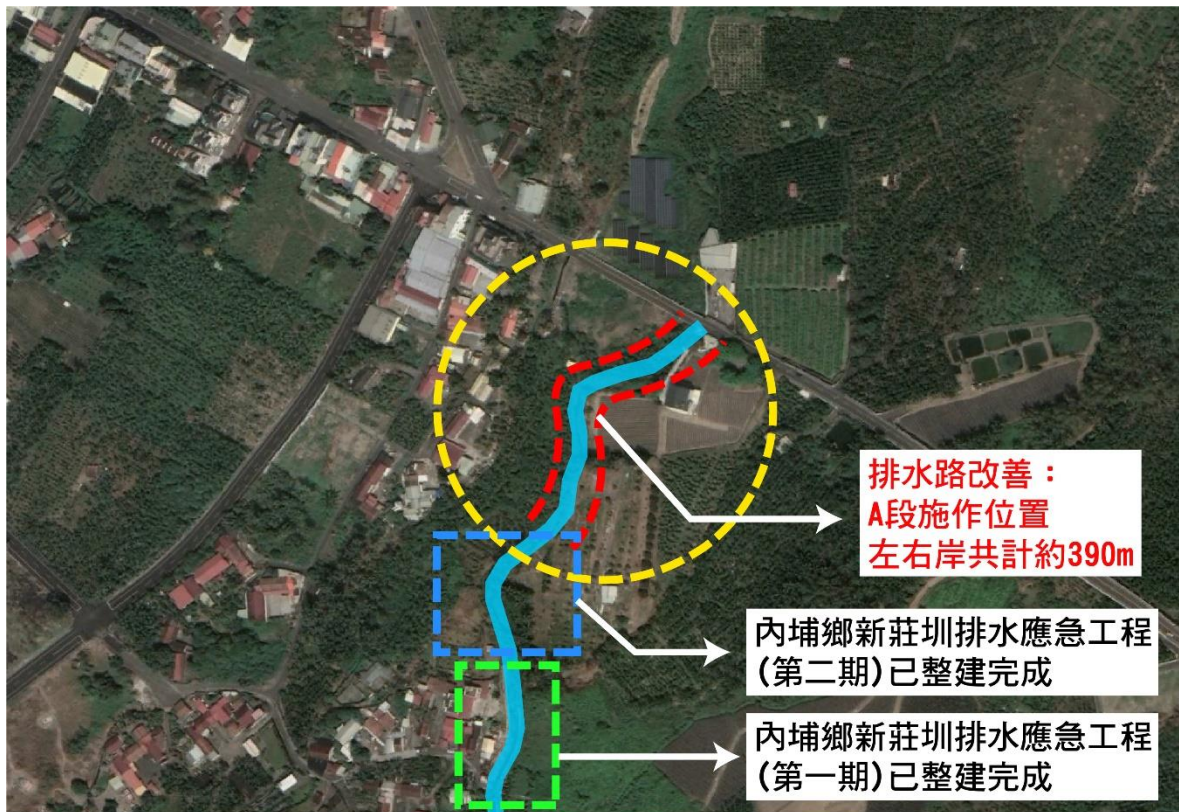 排水路改善：
A段施作位置
左右岸共計約390m
內埔鄉新莊圳排水應急工程
(第二期)已整建完成
內埔鄉新莊圳排水應急工程
(第一期)已整建完成